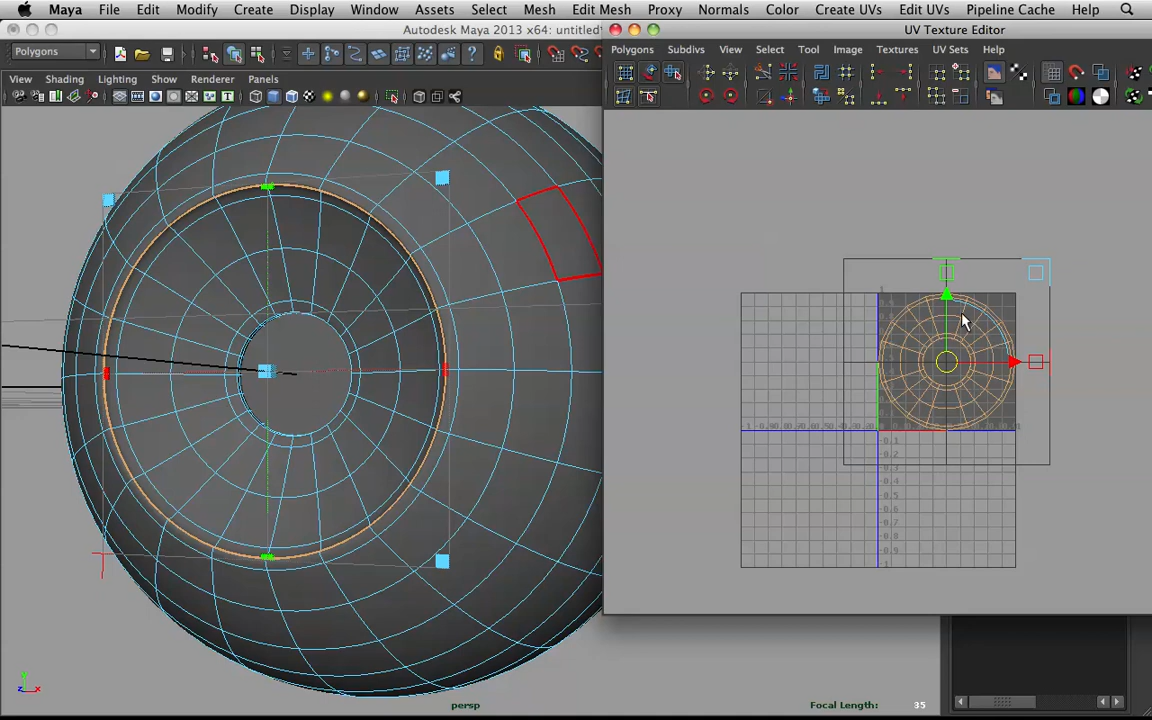 Maya File Edit Modify Create Display Window Assets Select Mesh Edit Mesh Proxy Normals Color Create UVs Edit UVs Pipeline Cache Help
Autodesk Maya 2013 x64: untitled
UV Texture Editor
Polygons
Polygons Subdivs View Select Tool Image Textures UV Sets Help
View Shading Lighting Show Renderer Panels
persp
Focal Length: 35